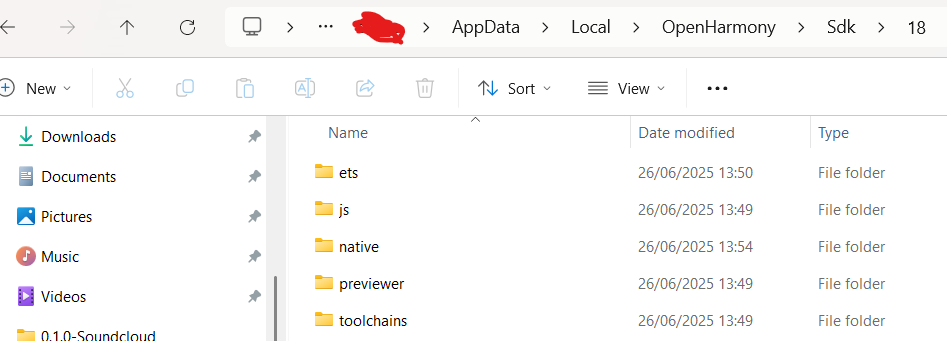 AppData Local OpenHarmony Sdk 18
New Sort View
Name Date modified Type
Downloads
Documents
Pictures
Music
Videos
0.1.0-Soundcloud
ets 26/06/2025 13:50 File folder
js 26/06/2025 13:49 File folder
native 26/06/2025 13:54 File folder
previewer 26/06/2025 13:49 File folder
toolchains 26/06/2025 13:49 File folder